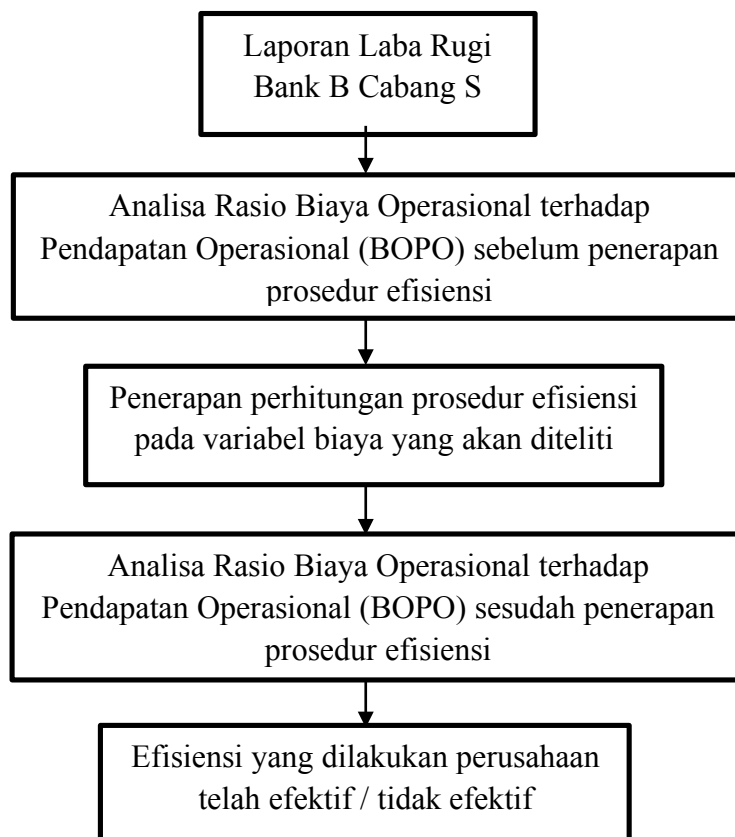 Laporan Laba Rugi
Bank B Cabang S
Analisa Rasio Biaya Operasional terhadap
Pendapatan Operasional (BOPO) sebelum penerapan
prosedur efisiensi
Penerapan perhitungan prosedur efisiensi
pada variabel biaya yang akan diteliti
Analisa Rasio Biaya Operasional terhadap
Pendapatan Operasional (BOPO) sesudah penerapan
prosedur efisiensi
Efisiensi yang dilakukan perusahaan
telah efektif / tidak efektif